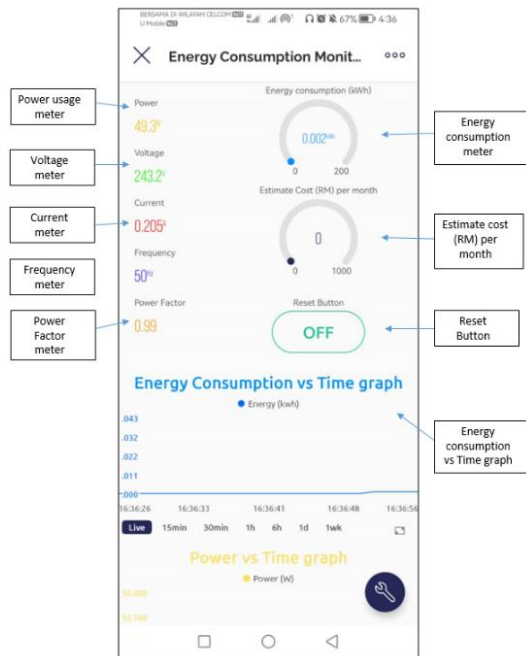 BERSAMA DI WILAYAH CELCOM
U Mobile
67% 4:36
Energy Consumption Monit...
Power usage
meter
Voltage
meter
Current
meter
Frequency
meter
Power
Factor
meter
Power
49.3W
Voltage
243.2V
Current
0.205A
Frequency
50Hz
Power Factor
0.99
Energy consumption (kWh)
0.002kWh
0 200
Estimate Cost (RM) per month
0
0 1000
Reset Button
OFF
Energy
consumption
meter
Estimate cost
(RM) per
month
Reset
Button
Energy
consumption
vs Time graph
Energy Consumption vs Time graph
Energy (kwh)
.043
.032
.022
.011
.000
16:36:26 16:36:33 16:36:41 16:36:48 16:36:56
Live 15min 30min 1h 6h 1d 1wk
Power vs Time graph
Power (W)